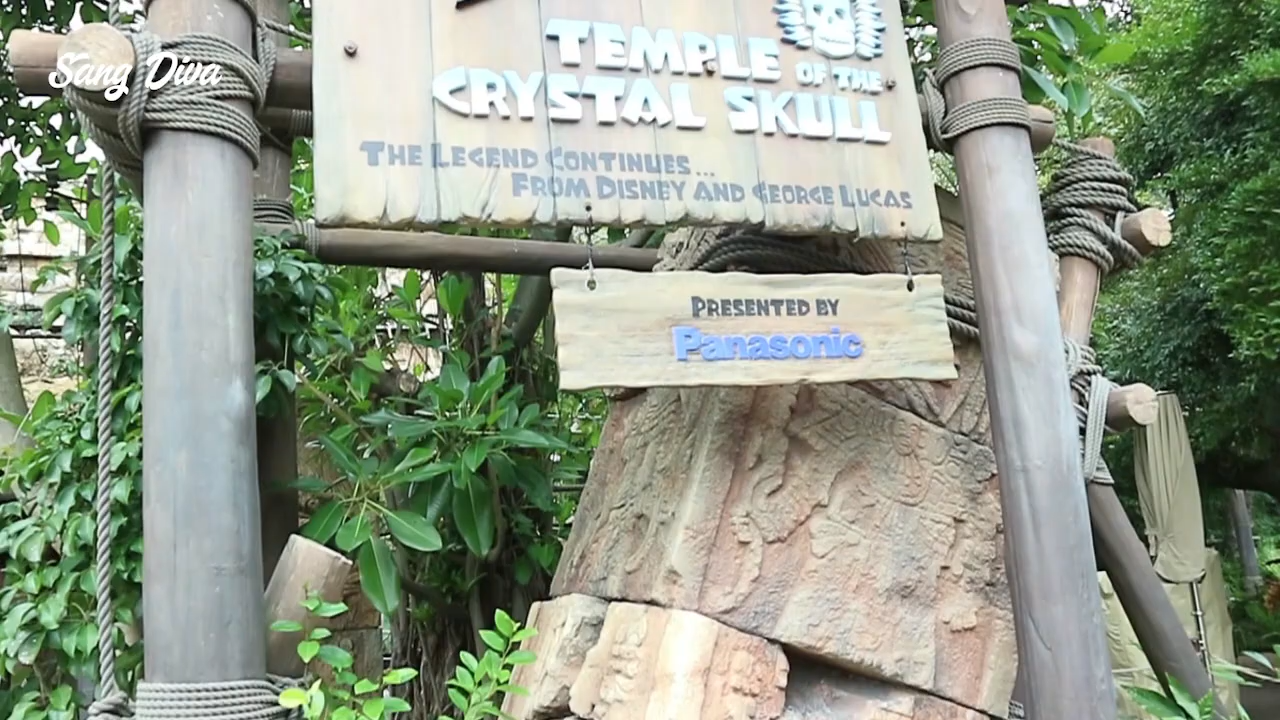 Sang Diva
TEMPLE
OF THE
CRYSTAL SKULL
THE LEGEND CONTINUES...
FROM DISNEY AND GEORGE LUCAS
PRESENTED BY
Panasonic